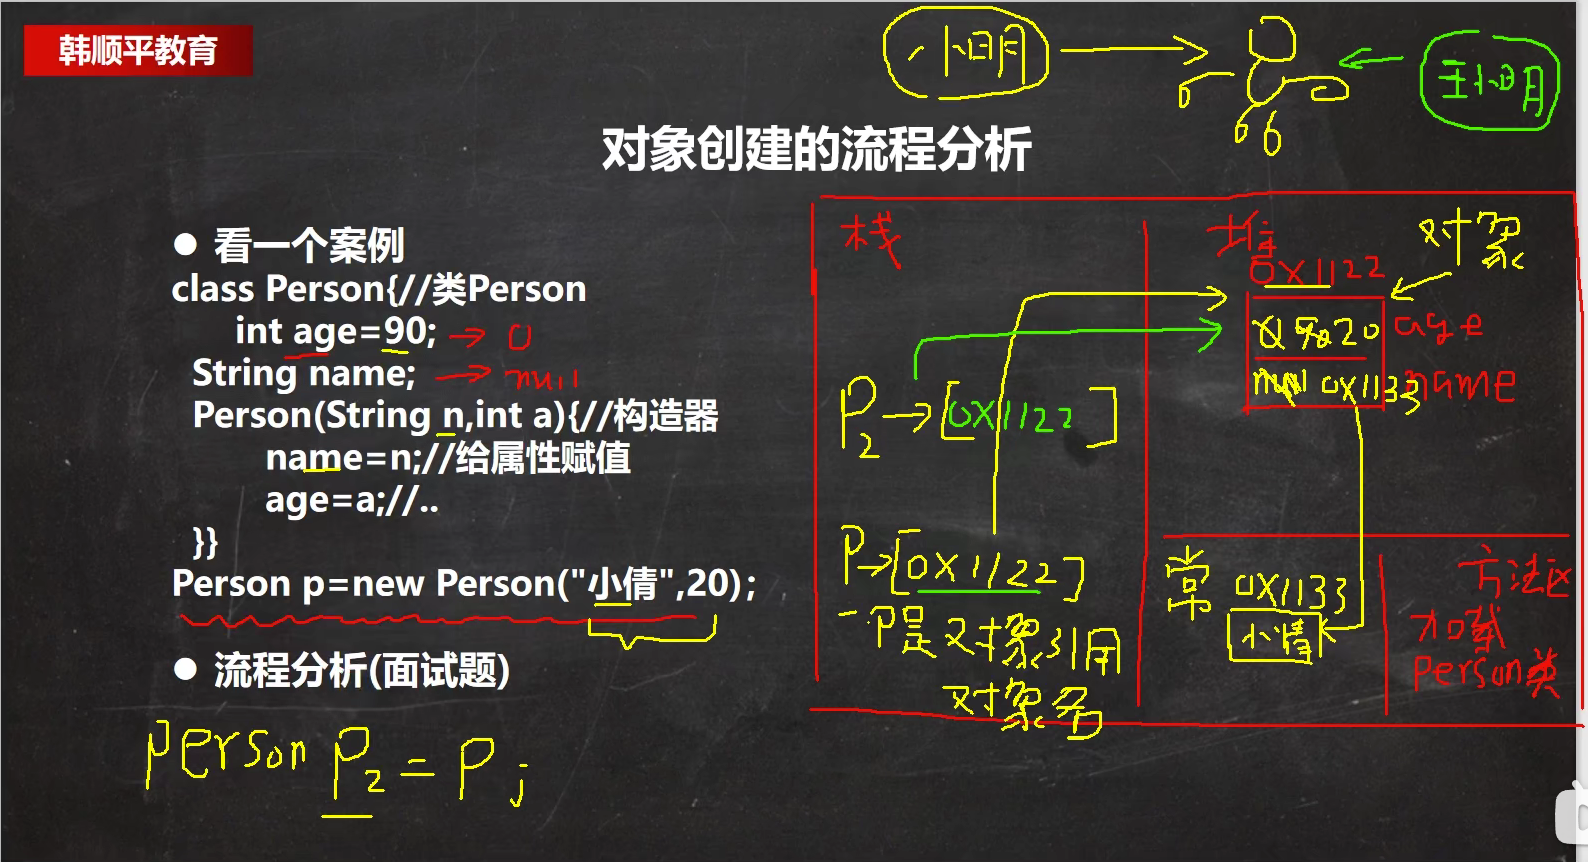 韩顺平教育
小明
王小明
对象创建的流程分析
● 看一个案例
class Person{//类Person
int age=90; → 0
String name; → null
Person(String n,int a){//构造器
name=n;//给属性赋值
age=a;//..
}}
Person p=new Person("小倩",20);
● 流程分析(面试题)
Person P2 = P;
栈
P2→[0X1122]
P→[0X1122]
P是对象引用
对象名
堆
对象
0X1122
90 20 age
null 0X1133 name
常
0X1133
小情
方法区
加载
Person类